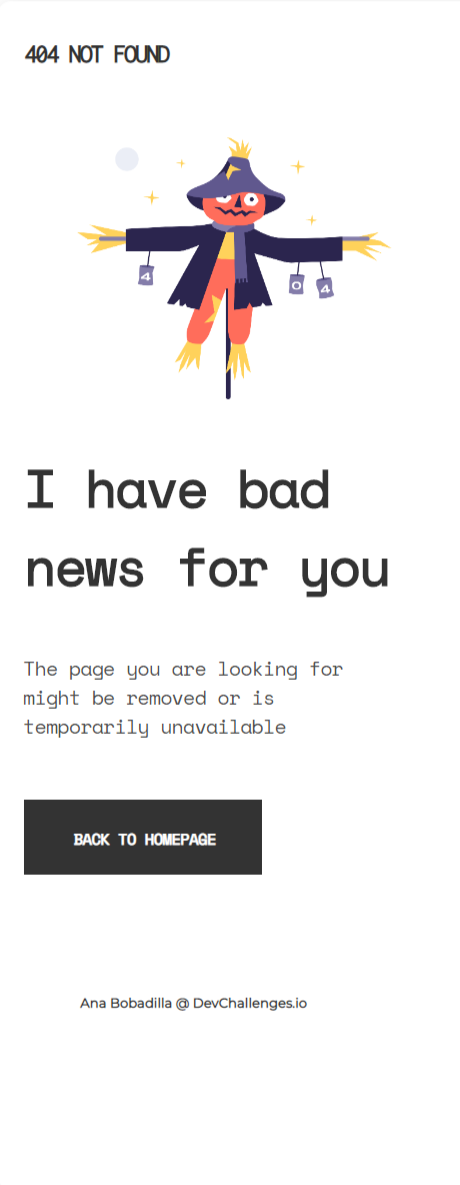 404 NOT FOUND
4
0
4
I have bad
news for you
The page you are looking for
might be removed or is
temporarily unavailable
BACK TO HOMEPAGE
Ana Bobadilla @ DevChallenges.io